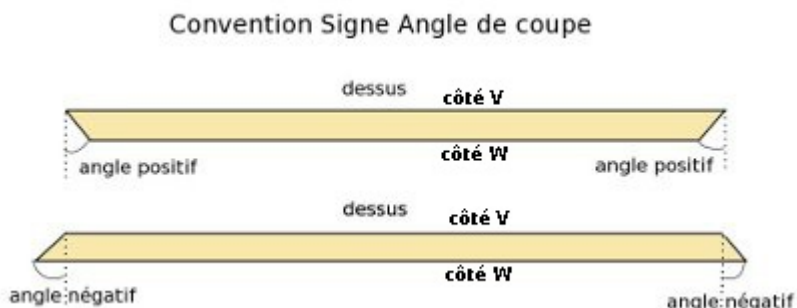 Convention Signe Angle de coupe
dessus côté V
côté W
angle positif angle positif
dessus côté V
côté W
angle négatif angle négatif